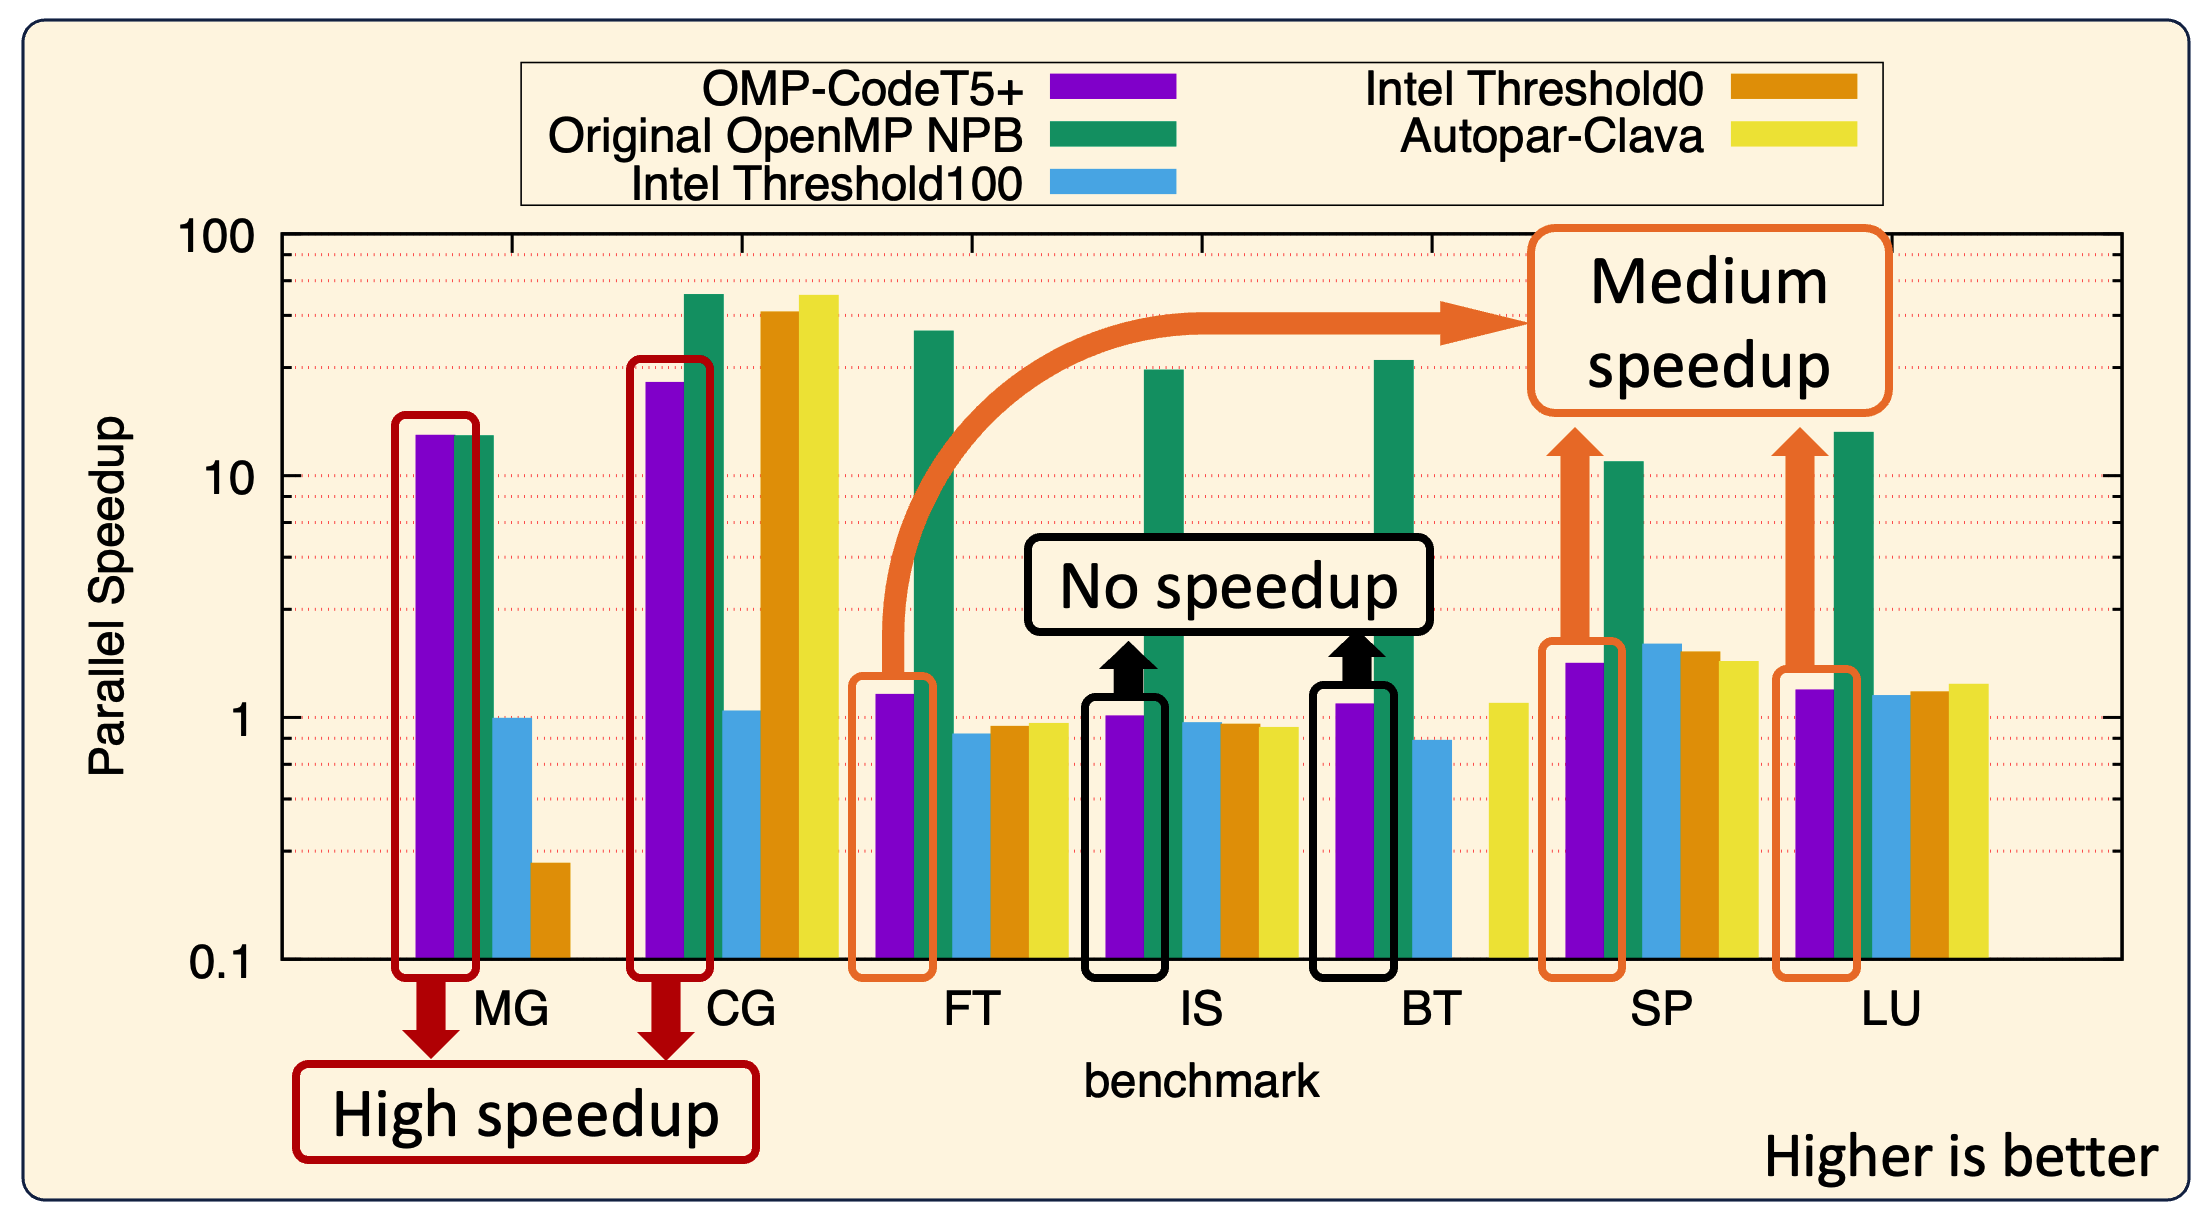 OMP-CodeT5+
Original OpenMP NPB
Intel Threshold100
Intel Threshold0
Autopar-Clava
Parallel Speedup
100
10
1
0.1
Medium
speedup
No speedup
MG
CG
FT
IS
BT
SP
LU
benchmark
High speedup
Higher is better